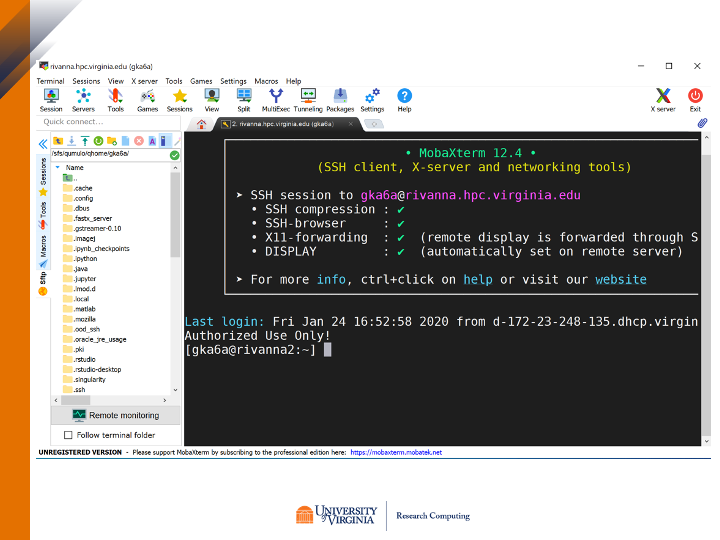 rivanna.hpc.virginia.edu (gka6a)
Terminal Sessions View X server Tools Games Settings Macros Help
Session Servers Tools Games Sessions View Split MultiExec Tunneling Packages Settings Help X server Exit
Quick connect...
2. rivanna.hpc.virginia.edu (gka6a)
/sfs/qumulo/qhome/gka6a/
Name
..
.cache
.config
.dbus
.fastx_server
.gstreamer-0.10
.imagej
.ipynb_checkpoints
.ipython
.java
.jupyter
.lmod.d
.local
.matlab
.mozilla
.ood_ssh
.oracle_jre_usage
.pki
.rstudio
.rstudio-desktop
.singularity
.ssh
Remote monitoring
Follow terminal folder
Sessions
Tools
Macros
Sftp
• MobaXterm 12.4 •
(SSH client, X-server and networking tools)
➤ SSH session to gka6a@rivanna.hpc.virginia.edu
• SSH compression : ✔
• SSH-browser : ✔
• X11-forwarding : ✔ (remote display is forwarded through S
• DISPLAY : ✔ (automatically set on remote server)
➤ For more info, ctrl+click on help or visit our website
Last login: Fri Jan 24 16:52:58 2020 from d-172-23-248-135.dhcp.virgin
Authorized Use Only!
[gka6a@rivanna2:~]
UNREGISTERED VERSION - Please support MobaXterm by subscribing to the professional edition here: https://mobaxterm.mobatek.net
UNIVERSITY of VIRGINIA
Research Computing